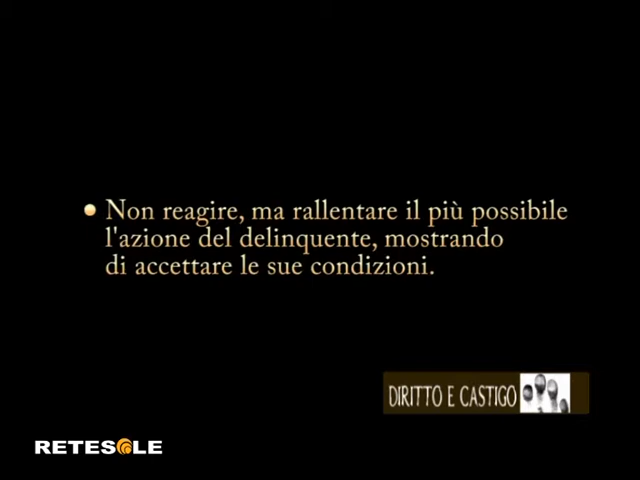 Non reagire, ma rallentare il più possibile
l'azione del delinquente, mostrando
di accettare le sue condizioni.
DIRITTO E CASTIGO
RETESOLE